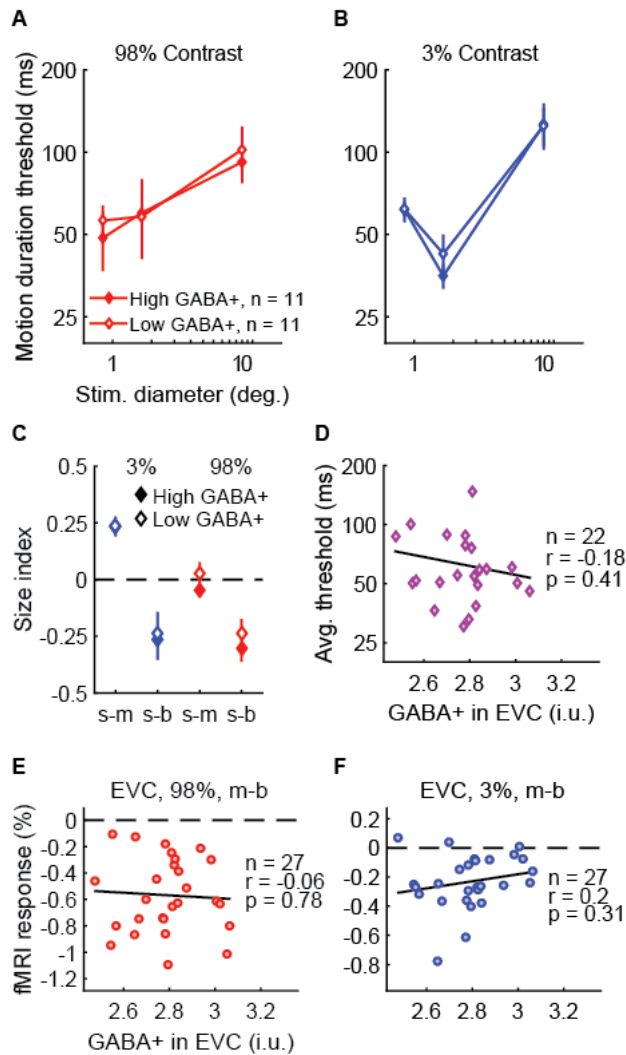 A
98% Contrast
Motion duration threshold (ms)
200
100
50
25
High GABA+, n = 11
Low GABA+, n = 11
1
10
Stim. diameter (deg.)
B
3% Contrast
200
100
50
25
1
10
C
Size index
0.5
0.25
0
-0.25
-0.5
3%
98%
High GABA+
Low GABA+
s-m
s-b
s-m
s-b
D
Avg. threshold (ms)
200
100
50
25
n = 22
r = -0.18
p = 0.41
2.6
2.8
3
3.2
GABA+ in EVC (i.u.)
E
EVC, 98%, m-b
fMRI response (%)
0
-0.2
-0.4
-0.6
-0.8
-1
-1.2
n = 27
r = -0.06
p = 0.78
2.6
2.8
3
3.2
GABA+ in EVC (i.u.)
F
EVC, 3%, m-b
0.2
0
-0.2
-0.4
-0.6
-0.8
n = 27
r = 0.2
p = 0.31
2.6
2.8
3
3.2